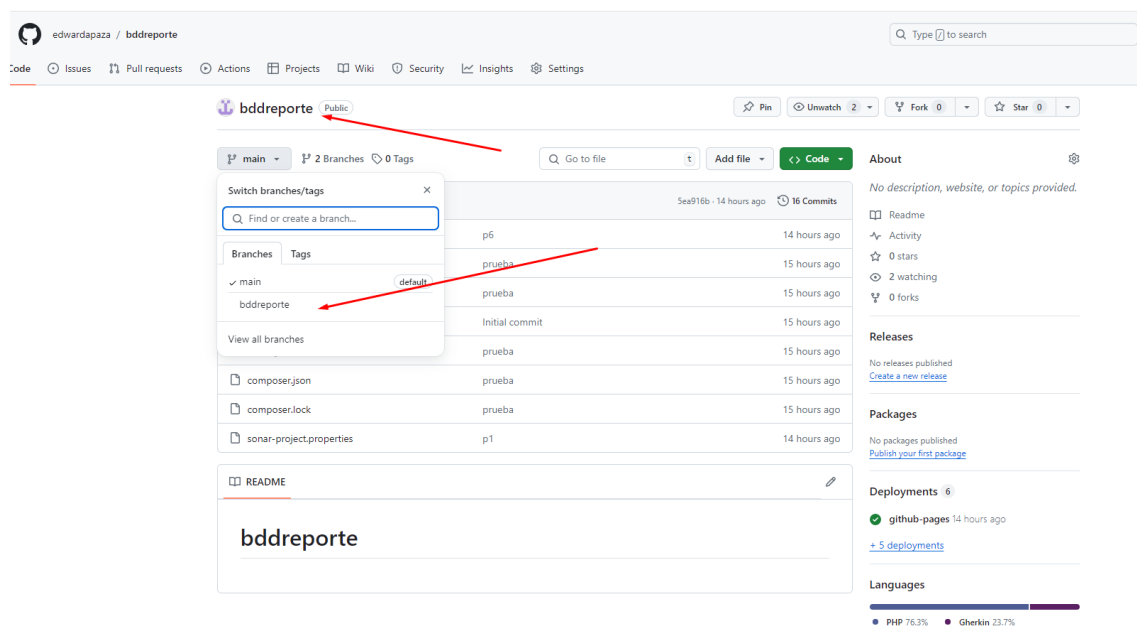 edwardapaza / bddreporte
Type / to search
Code Issues Pull requests Actions Projects Wiki Security Insights Settings
bddreporte Public
Pin Unwatch 2 Fork 0 Star 0
main 2 Branches 0 Tags
Go to file t Add file Code
Switch branches/tags
Find or create a branch...
Branches Tags
main default
bddreporte
View all branches
5ea916b · 14 hours ago 16 Commits
p6 14 hours ago
prueba 15 hours ago
prueba 15 hours ago
Initial commit 15 hours ago
prueba 15 hours ago
composer.json prueba 15 hours ago
composer.lock prueba 15 hours ago
sonar-project.properties p1 14 hours ago
README
bddreporte
About
No description, website, or topics provided.
Readme
Activity
0 stars
2 watching
0 forks
Releases
No releases published
Create a new release
Packages
No packages published
Publish your first package
Deployments 6
github-pages 14 hours ago
+ 5 deployments
Languages
PHP 76.3% Gherkin 23.7%